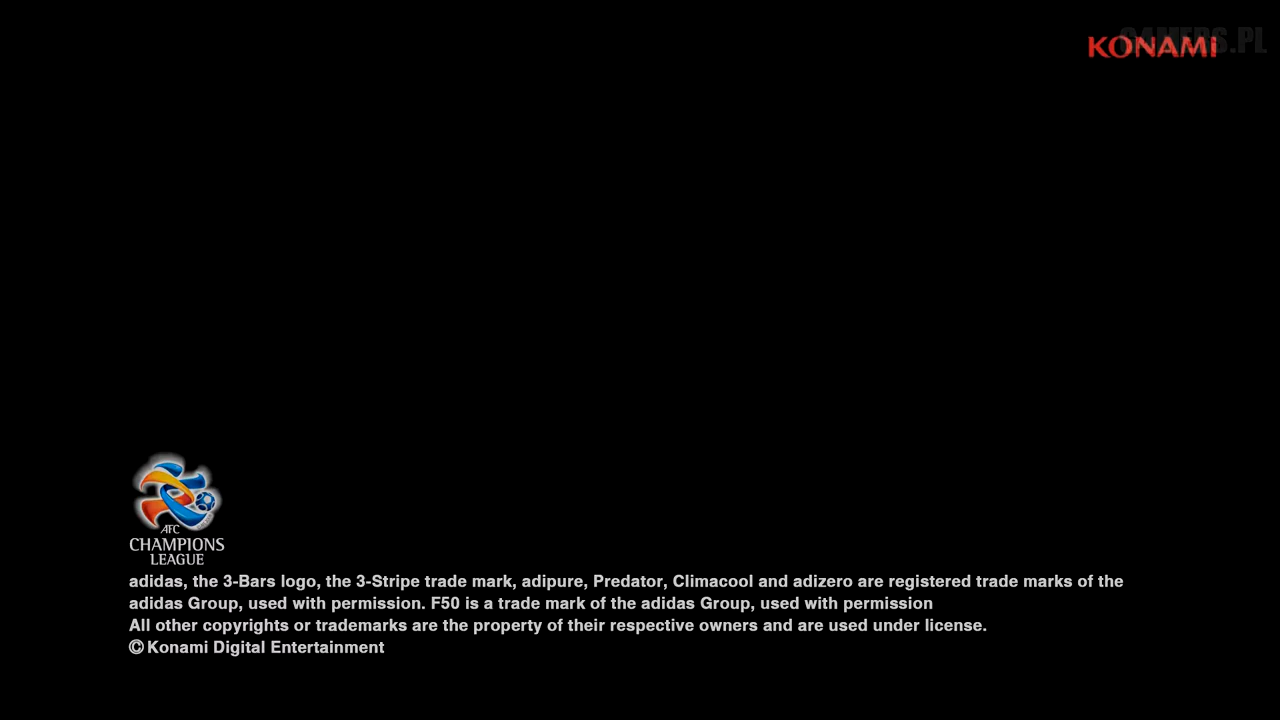 GAMERS.PL
KONAMI
AFC
CHAMPIONS
LEAGUE
adidas, the 3-Bars logo, the 3-Stripe trade mark, adipure, Predator, Climacool and adizero are registered trade marks of the
adidas Group, used with permission. F50 is a trade mark of the adidas Group, used with permission
All other copyrights or trademarks are the property of their respective owners and are used under license.
© Konami Digital Entertainment